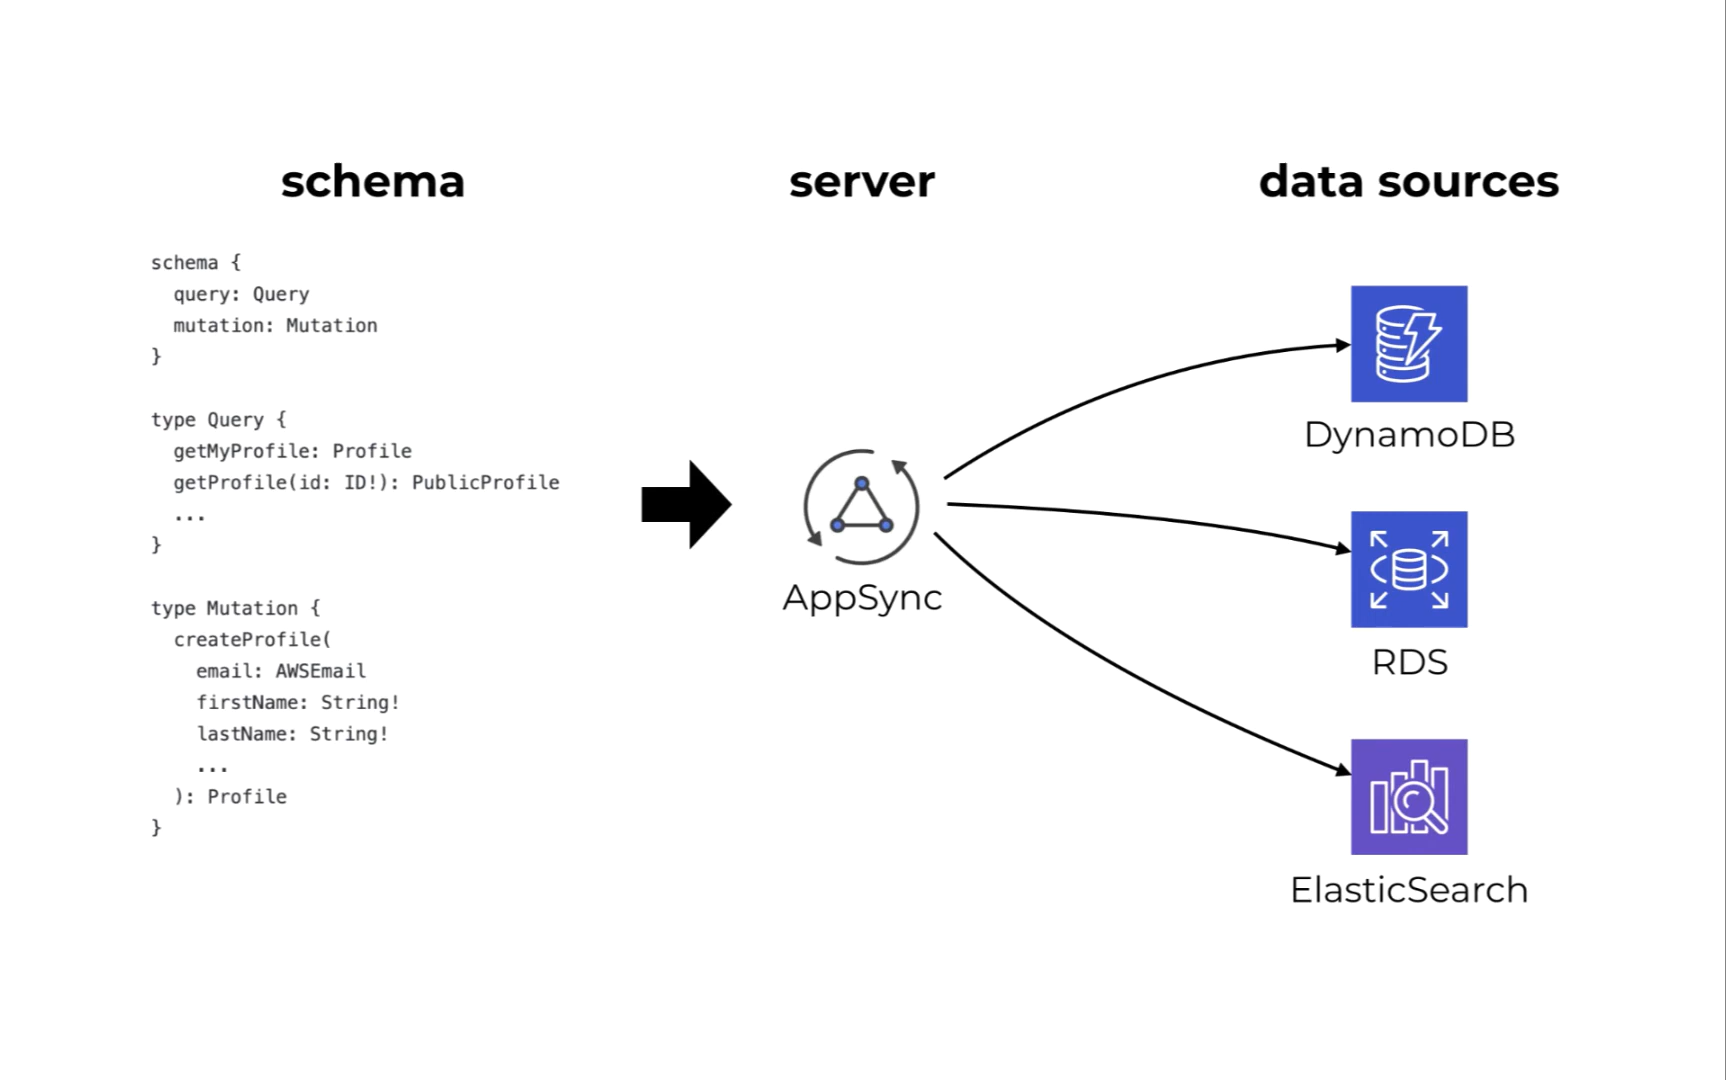 schema
server
data sources
schema {
  query: Query
  mutation: Mutation
}
type Query {
  getMyProfile: Profile
  getProfile(id: ID!): PublicProfile
  ...
}
type Mutation {
  createProfile(
    email: AWSEmail
    firstName: String!
    lastName: String!
    ...
  ): Profile
}
AppSync
DynamoDB
RDS
ElasticSearch